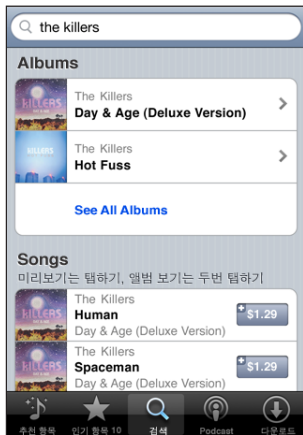 the killers
Albums
The Killers
Day & Age (Deluxe Version)
The Killers
Hot Fuss
See All Albums
Songs
미리보기는 탭하기, 앨범 보기는 두번 탭하기
The Killers
Human
Day & Age (Deluxe Version)
$1.29
The Killers
Spaceman
Day & Age (Deluxe Version)
$1.29
추천 항목
인기 항목 10
검색
Podcast
다운로드